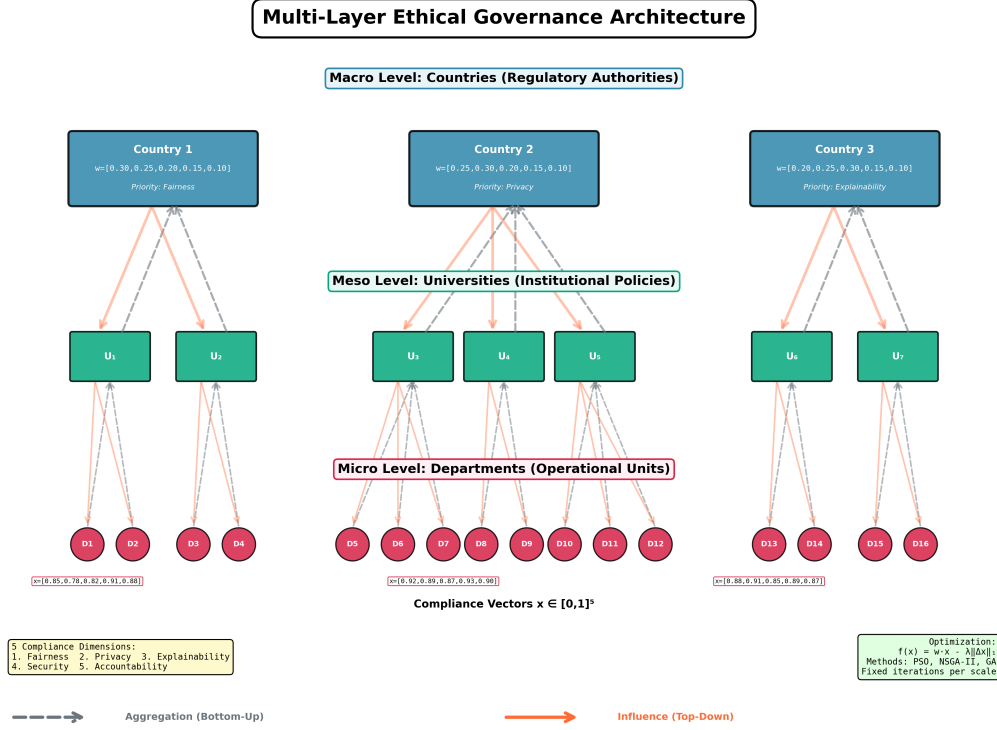 Multi-Layer Ethical Governance Architecture
Macro Level: Countries (Regulatory Authorities)
Country 1
w=[0.30,0.25,0.20,0.15,0.10]
Priority: Fairness
Country 2
w=[0.25,0.30,0.20,0.15,0.10]
Priority: Privacy
Country 3
w=[0.20,0.25,0.30,0.15,0.10]
Priority: Explainability
Meso Level: Universities (Institutional Policies)
U₁
U₂
U₃
U₄
U₅
U₆
U₇
Micro Level: Departments (Operational Units)
D1
D2
D3
D4
D5
D6
D7
D8
D9
D10
D11
D12
D13
D14
D15
D16
x=[0.85,0.78,0.82,0.91,0.88]
x=[0.92,0.89,0.87,0.93,0.90]
x=[0.88,0.91,0.85,0.89,0.87]
Compliance Vectors x ∈ [0,1]⁵
5 Compliance Dimensions:
1. Fairness 2. Privacy 3. Explainability
4. Security 5. Accountability
Optimization:
f(x) = w·x - λ‖Δx‖₁
Methods: PSO, NSGA-II, GA
Fixed iterations per scale
Aggregation (Bottom-Up)
Influence (Top-Down)